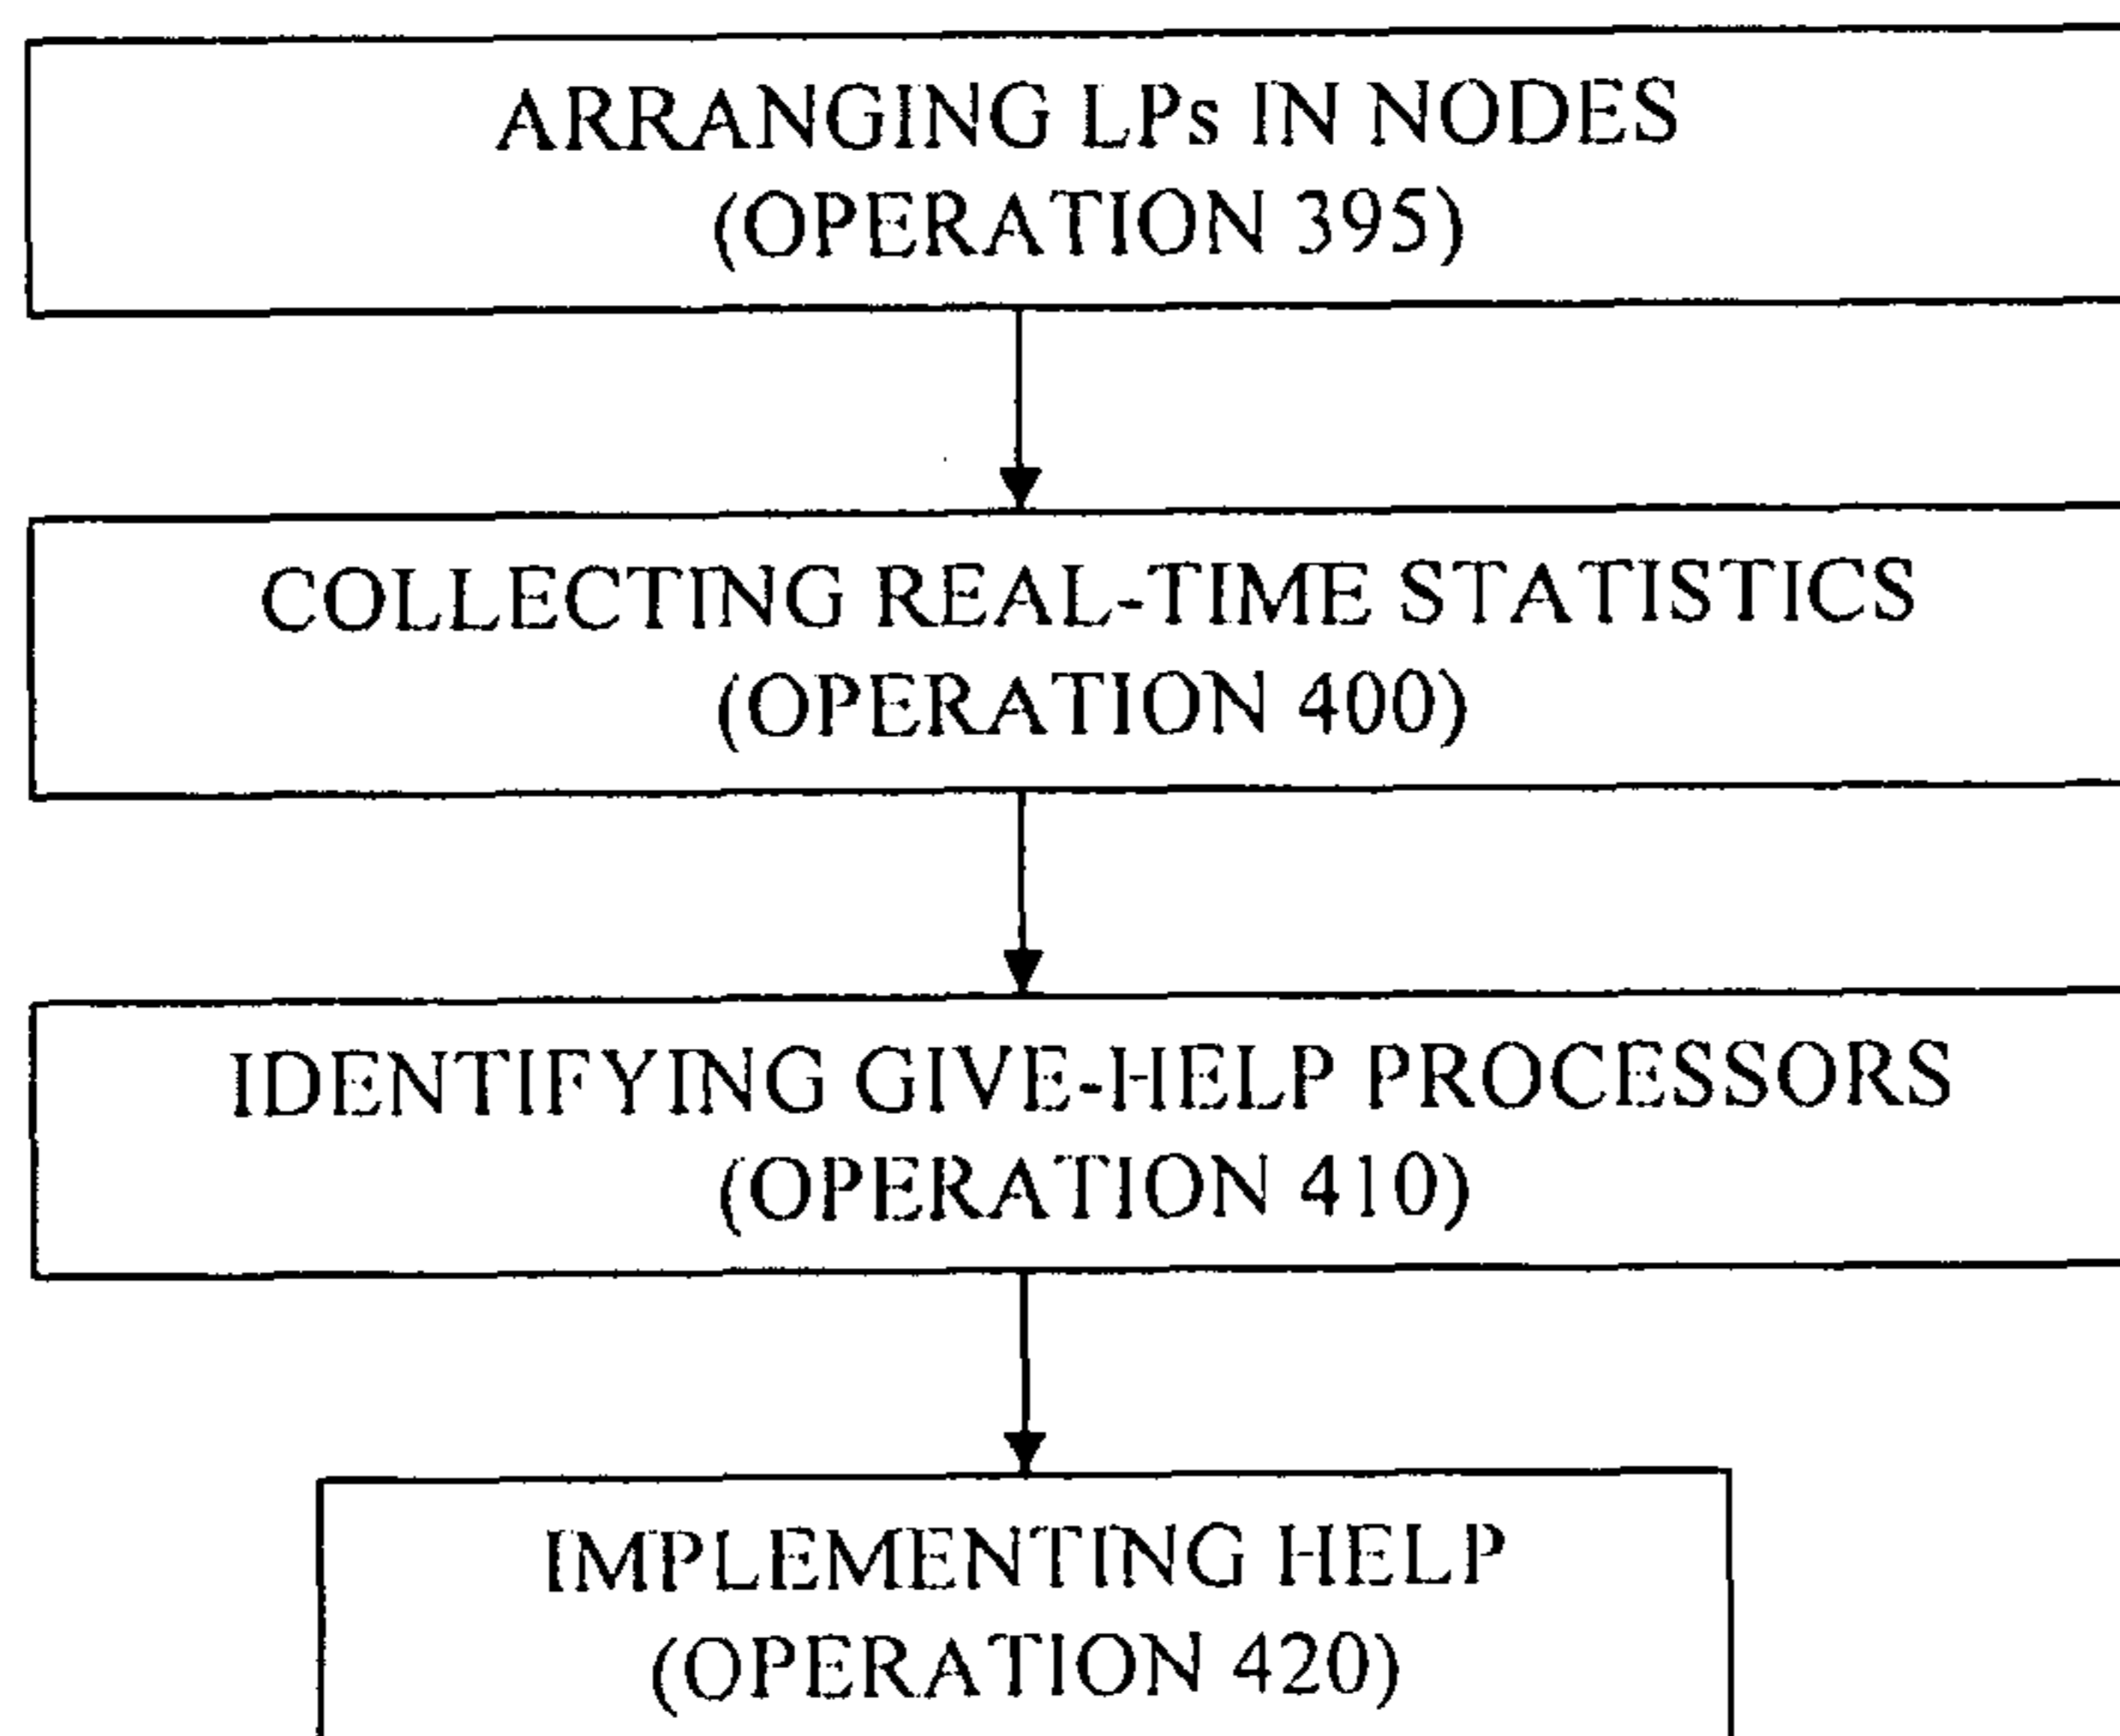 ARRANGING LPs IN NODES
(OPERATION 395)
COLLECTING REAL-TIME STATISTICS
(OPERATION 400)
IDENTIFYING GIVE-HELP PROCESSORS
(OPERATION 410)
IMPLEMENTING HELP
(OPERATION 420)